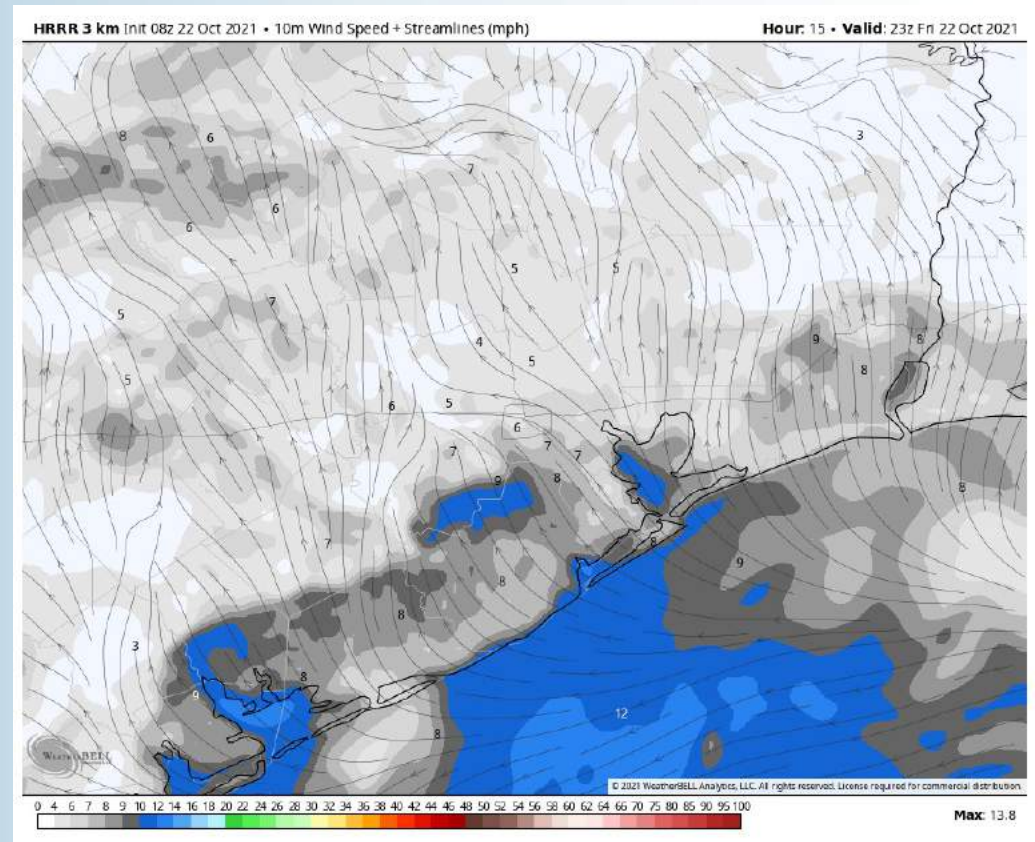 HRRR 3 km Init 08z 22 Oct 2021 • 10m Wind Speed + Streamlines (mph)
Hour: 15 • Valid: 23z Fri 22 Oct 2021
8 6 3
7
6
6
5 5
7
5
9 8
4
5
8
5
6 5
6
7 7 7
9 8 8
7
9
8
8
8
3
8
9
12
8
WeatherBELL
© 2021 WeatherBELL Analytics, LLC. All rights reserved. License required for commercial distribution.
0 4 6 7 8 9 10 12 14 16 18 20 22 24 26 28 30 32 34 36 38 40 42 44 46 48 50 52 54 56 58 60 62 64 66 70 75 80 85 90 95 100
Max: 13.8